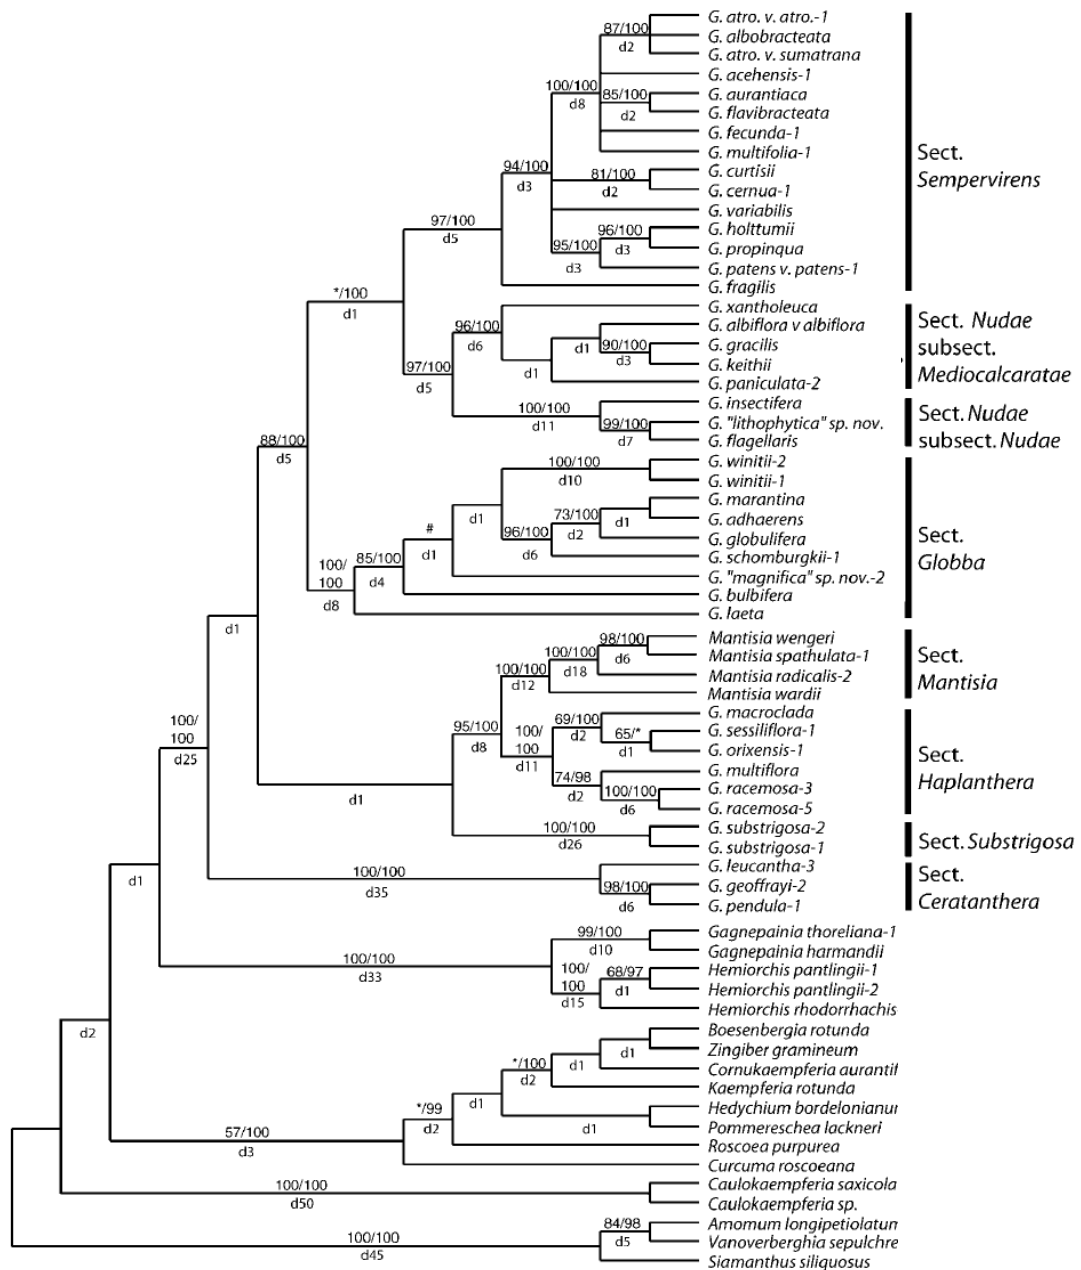 G. atro. v. atro.-1
87/100
G. albobracteata
d2
G. atro. v. sumatrana
G. acehensis-1
100/100
85/100
G. aurantiaca
d8
d2
G. flavibracteata
G. fecunda-1
G. multifolia-1
Sect.
Sempervirens
94/100
d3
81/100
G. curtisii
d2
G. cernua-1
G. variabilis
97/100
d5
96/100
G. holttumii
95/100
d3
G. propinqua
d3
G. patens v. patens-1
G. fragilis
*/100
d1
G. xantholeuca
96/100
d6
G. albiflora v albiflora
d1
90/100
G. gracilis
d3
G. keithii
97/100
d5
d1
G. paniculata-2
Sect. Nudae
subsect.
Mediocalcaratae
G. insectifera
100/100
d11
99/100
G. "lithophytica" sp. nov.
d7
G. flagellaris
Sect. Nudae
subsect. Nudae
88/100
d5
100/100
G. winitii-2
d10
G. winitii-1
d1
G. marantina
73/100
d1
G. adhaerens
96/100
d2
G. globulifera
#
d6
G. schomburgkii-1
d1
85/100
G. "magnifica" sp. nov.-2
100/
100
d4
G. bulbifera
d8
G. laeta
Sect.
Globba
d1
98/100
Mantisia wengeri
100/100
d6
Mantisia spathulata-1
100/100
d18
Mantisia radicalis-2
d12
Mantisia wardii
Sect.
Mantisia
95/100
d8
100/
100
d11
69/100
G. macroclada
d2
65/*
G. sessiliflora-1
d1
G. orixensis-1
74/98
G. multiflora
d2
100/100
G. racemosa-3
d6
G. racemosa-5
Sect.
Haplanthera
100/
100
d25
d1
100/100
G. substrigosa-2
d26
G. substrigosa-1
Sect. Substrigosa
d1
100/100
G. leucantha-3
d35
98/100
G. geoffrayi-2
d6
G. pendula-1
Sect.
Ceratanthera
99/100
Gagnepainia thoreliana-1
d10
Gagnepainia harmandii
100/100
d33
100/
100
d15
68/97
Hemiorchis pantlingii-1
d1
Hemiorchis pantlingii-2
Hemiorchis rhodorrhachis
d2
Boesenbergia rotunda
d1
Zingiber gramineum
*/100
d1
Cornukaempferia aurantif
d2
Kaempferia rotunda
d1
Hedychium bordelonianur
*/99
d1
Pommereschea lackneri
57/100
d2
Roscoea purpurea
d3
Curcuma roscoeana
100/100
Caulokaempferia saxicola
d50
Caulokaempferia sp.
84/98
Amomum longipetiolatun
100/100
d5
Vanoverberghia sepulchre
d45
Siamanthus siliquosus